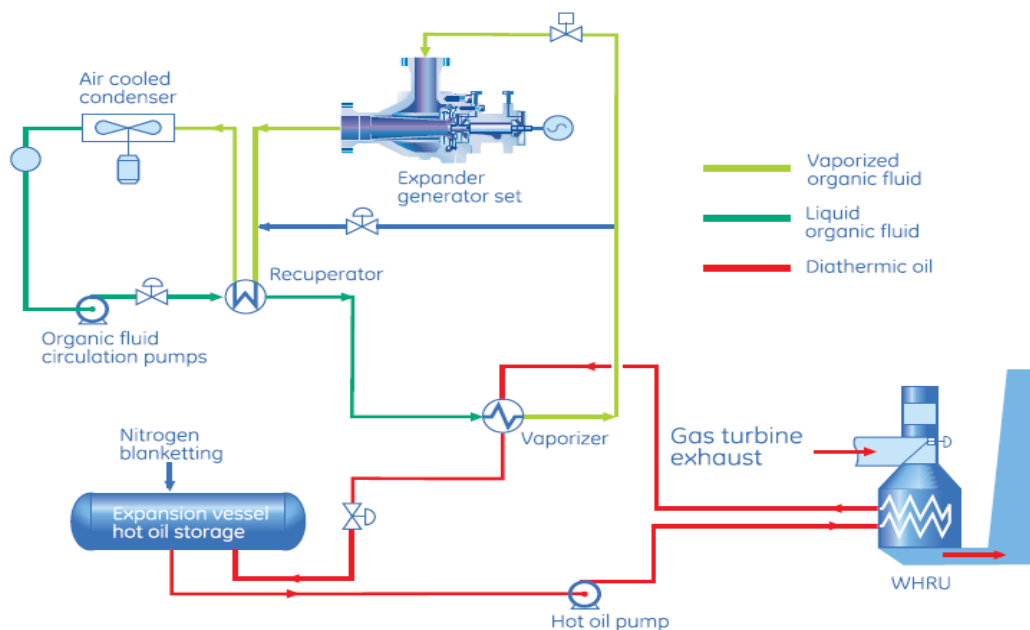 Air cooled
condenser
Expander
generator set
Vaporized
organic fluid
Liquid
organic fluid
Diathermic oil
Recuperator
Organic fluid
circulation pumps
Vaporizer
Gas turbine
exhaust
Nitrogen
blanketting
Expansion vessel
hot oil storage
WHRU
Hot oil pump